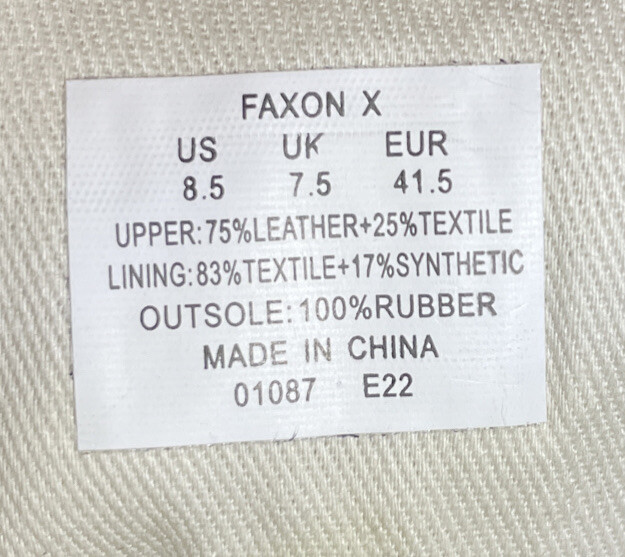 FAXON X
US UK EUR
8.5 7.5 41.5
UPPER:75%LEATHER+25%TEXTILE
LINING:83%TEXTILE+17%SYNTHETIC
OUTSOLE:100%RUBBER
MADE IN CHINA
01087 E22